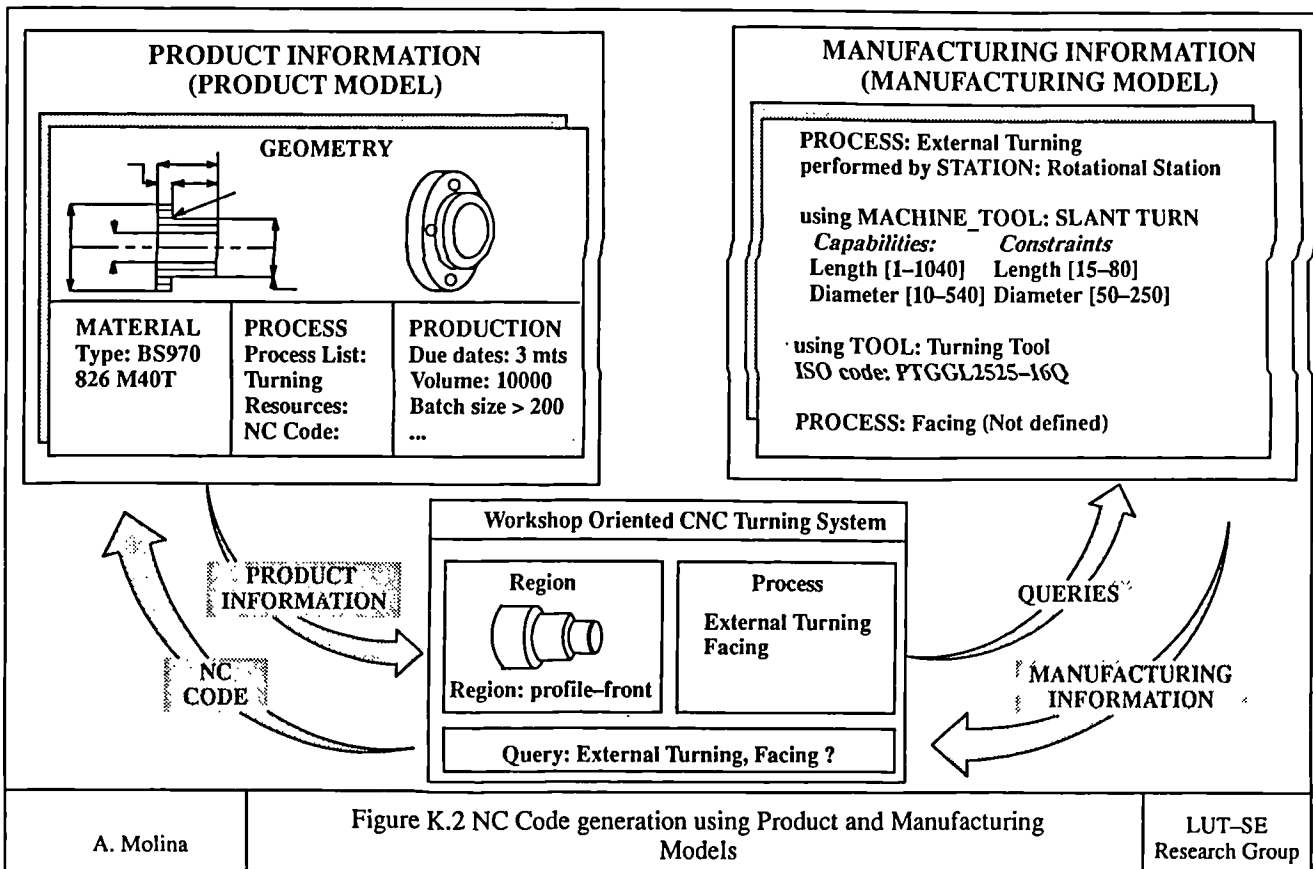 PRODUCT INFORMATION
(PRODUCT MODEL)
GEOMETRY
MATERIAL
Type: BS970
826 M40T
PROCESS
Process List:
Turning
Resources:
NC Code:
PRODUCTION
Due dates: 3 mts
Volume: 10000
Batch size > 200
...
MANUFACTURING INFORMATION
(MANUFACTURING MODEL)
PROCESS: External Turning
performed by STATION: Rotational Station
using MACHINE_TOOL: SLANT TURN
Capabilities: Constraints
Length [1–1040] Length [15–80]
Diameter [10–540] Diameter [50–250]
using TOOL: Turning Tool
ISO code: PTGGL2525–16Q
PROCESS: Facing (Not defined)
PRODUCT
INFORMATION
NC
CODE
Workshop Oriented CNC Turning System
Region
Region: profile–front
Process
External Turning
Facing
Query: External Turning, Facing ?
QUERIES
MANUFACTURING
INFORMATION
A. Molina
Figure K.2 NC Code generation using Product and Manufacturing
Models
LUT–SE
Research Group